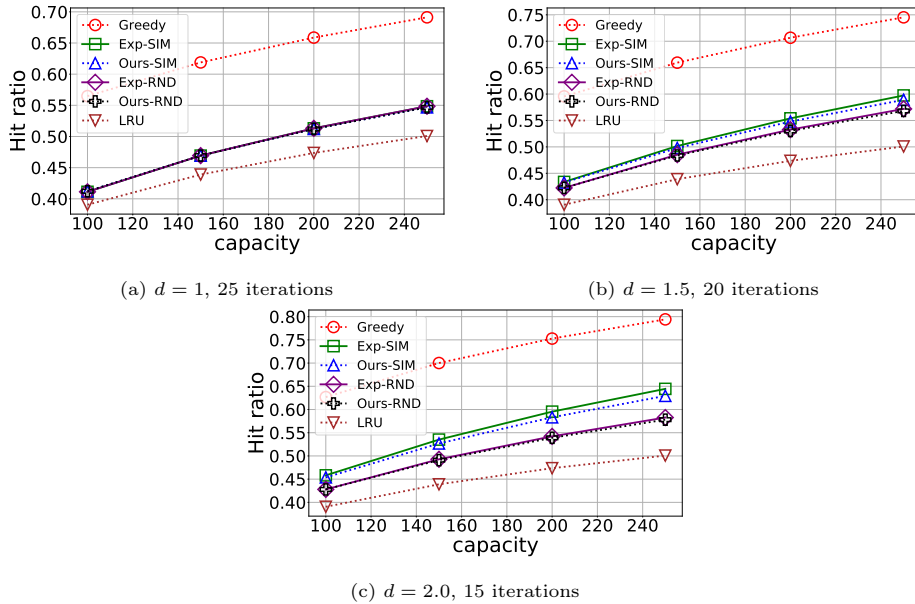 0.70
0.65
0.60
0.55
0.50
0.45
0.40
Hit ratio
Greedy
Exp-SIM
Ours-SIM
Exp-RND
Ours-RND
LRU
100 120 140 160 180 200 220 240
capacity
(a) d = 1, 25 iterations
0.75
0.70
0.65
0.60
0.55
0.50
0.45
0.40
Hit ratio
Greedy
Exp-SIM
Ours-SIM
Exp-RND
Ours-RND
LRU
100 120 140 160 180 200 220 240
capacity
(b) d = 1.5, 20 iterations
0.80
0.75
0.70
0.65
0.60
0.55
0.50
0.45
0.40
Hit ratio
Greedy
Exp-SIM
Ours-SIM
Exp-RND
Ours-RND
LRU
100 120 140 160 180 200 220 240
capacity
(c) d = 2.0, 15 iterations